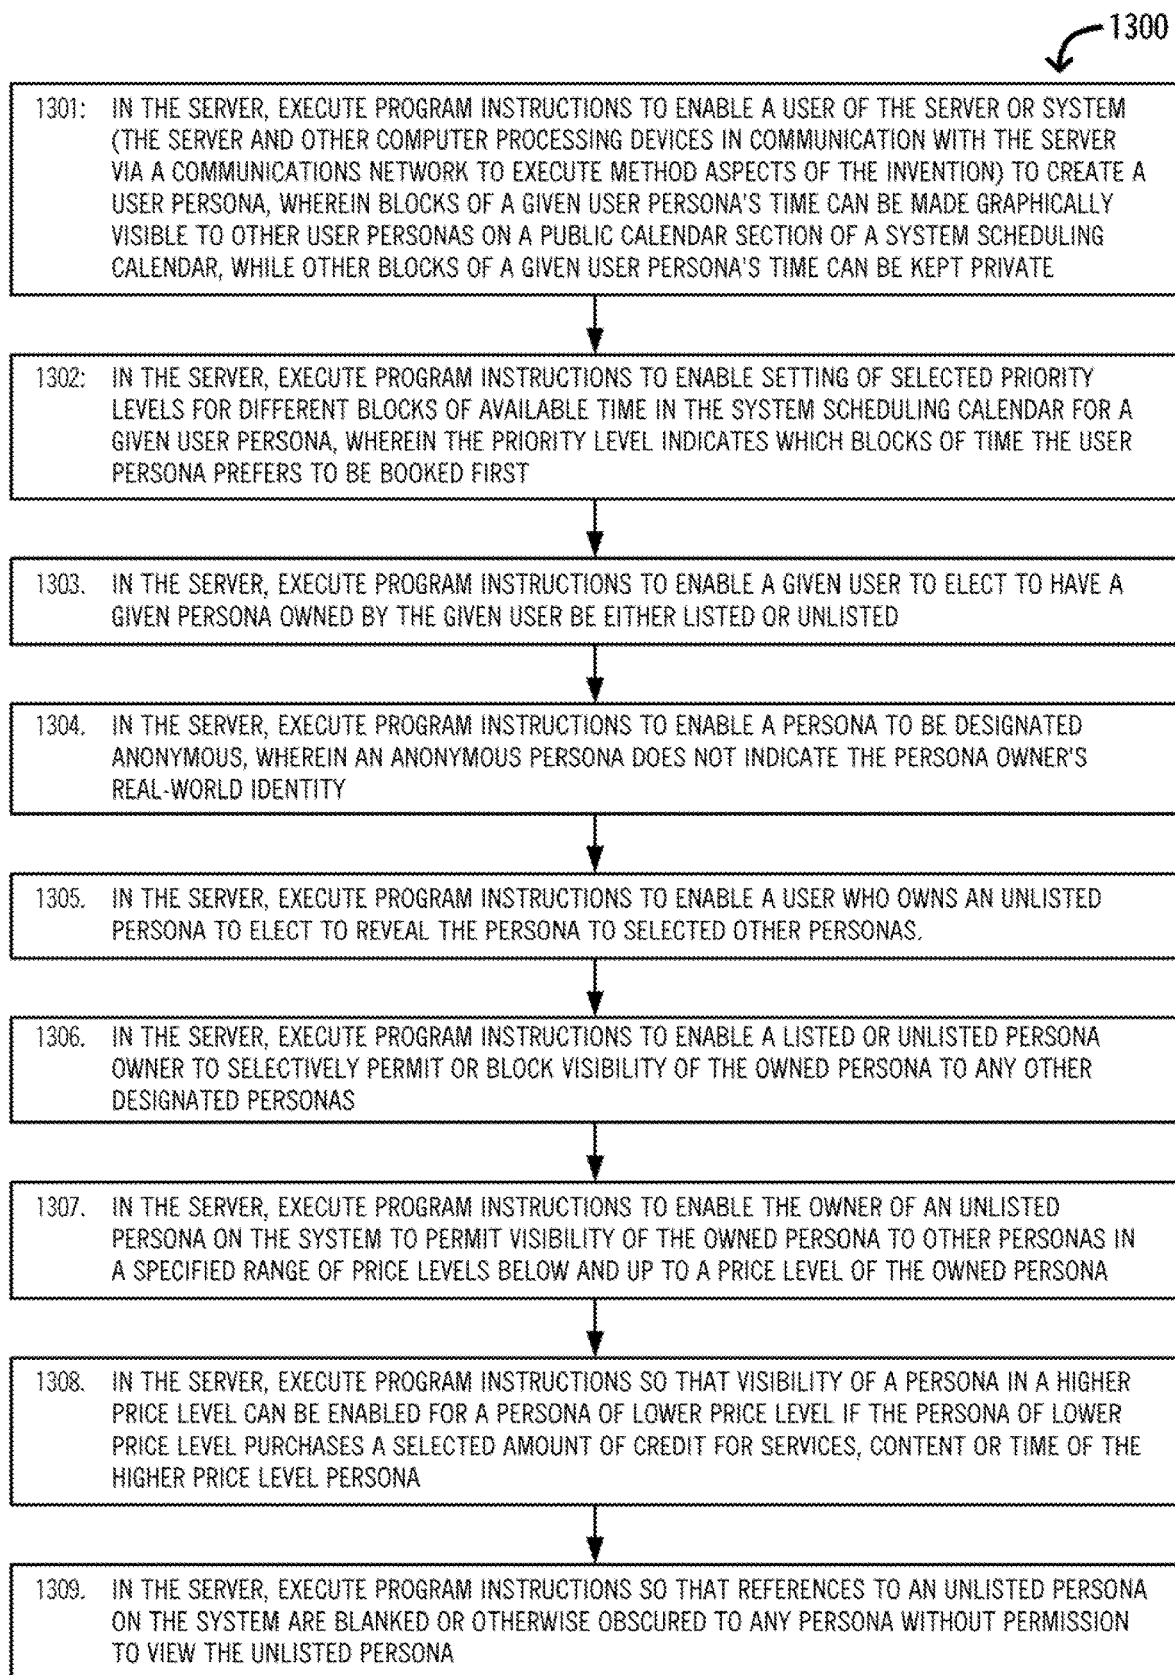 1300
1301: IN THE SERVER, EXECUTE PROGRAM INSTRUCTIONS TO ENABLE A USER OF THE SERVER OR SYSTEM
(THE SERVER AND OTHER COMPUTER PROCESSING DEVICES IN COMMUNICATION WITH THE SERVER
VIA A COMMUNICATIONS NETWORK TO EXECUTE METHOD ASPECTS OF THE INVENTION) TO CREATE A
USER PERSONA, WHEREIN BLOCKS OF A GIVEN USER PERSONA'S TIME CAN BE MADE GRAPHICALLY
VISIBLE TO OTHER USER PERSONAS ON A PUBLIC CALENDAR SECTION OF A SYSTEM SCHEDULING
CALENDAR, WHILE OTHER BLOCKS OF A GIVEN USER PERSONA'S TIME CAN BE KEPT PRIVATE
1302: IN THE SERVER, EXECUTE PROGRAM INSTRUCTIONS TO ENABLE SETTING OF SELECTED PRIORITY
LEVELS FOR DIFFERENT BLOCKS OF AVAILABLE TIME IN THE SYSTEM SCHEDULING CALENDAR FOR A
GIVEN USER PERSONA, WHEREIN THE PRIORITY LEVEL INDICATES WHICH BLOCKS OF TIME THE USER
PERSONA PREFERS TO BE BOOKED FIRST
1303. IN THE SERVER, EXECUTE PROGRAM INSTRUCTIONS TO ENABLE A GIVEN USER TO ELECT TO HAVE A
GIVEN PERSONA OWNED BY THE GIVEN USER BE EITHER LISTED OR UNLISTED
1304. IN THE SERVER, EXECUTE PROGRAM INSTRUCTIONS TO ENABLE A PERSONA TO BE DESIGNATED
ANONYMOUS, WHEREIN AN ANONYMOUS PERSONA DOES NOT INDICATE THE PERSONA OWNER'S
REAL-WORLD IDENTITY
1305. IN THE SERVER, EXECUTE PROGRAM INSTRUCTIONS TO ENABLE A USER WHO OWNS AN UNLISTED
PERSONA TO ELECT TO REVEAL THE PERSONA TO SELECTED OTHER PERSONAS.
1306. IN THE SERVER, EXECUTE PROGRAM INSTRUCTIONS TO ENABLE A LISTED OR UNLISTED PERSONA
OWNER TO SELECTIVELY PERMIT OR BLOCK VISIBILITY OF THE OWNED PERSONA TO ANY OTHER
DESIGNATED PERSONAS
1307. IN THE SERVER, EXECUTE PROGRAM INSTRUCTIONS TO ENABLE THE OWNER OF AN UNLISTED
PERSONA ON THE SYSTEM TO PERMIT VISIBILITY OF THE OWNED PERSONA TO OTHER PERSONAS IN
A SPECIFIED RANGE OF PRICE LEVELS BELOW AND UP TO A PRICE LEVEL OF THE OWNED PERSONA
1308. IN THE SERVER, EXECUTE PROGRAM INSTRUCTIONS SO THAT VISIBILITY OF A PERSONA IN A HIGHER
PRICE LEVEL CAN BE ENABLED FOR A PERSONA OF LOWER PRICE LEVEL IF THE PERSONA OF LOWER
PRICE LEVEL PURCHASES A SELECTED AMOUNT OF CREDIT FOR SERVICES, CONTENT OR TIME OF THE
HIGHER PRICE LEVEL PERSONA
1309. IN THE SERVER, EXECUTE PROGRAM INSTRUCTIONS SO THAT REFERENCES TO AN UNLISTED PERSONA
ON THE SYSTEM ARE BLANKED OR OTHERWISE OBSCURED TO ANY PERSONA WITHOUT PERMISSION
TO VIEW THE UNLISTED PERSONA